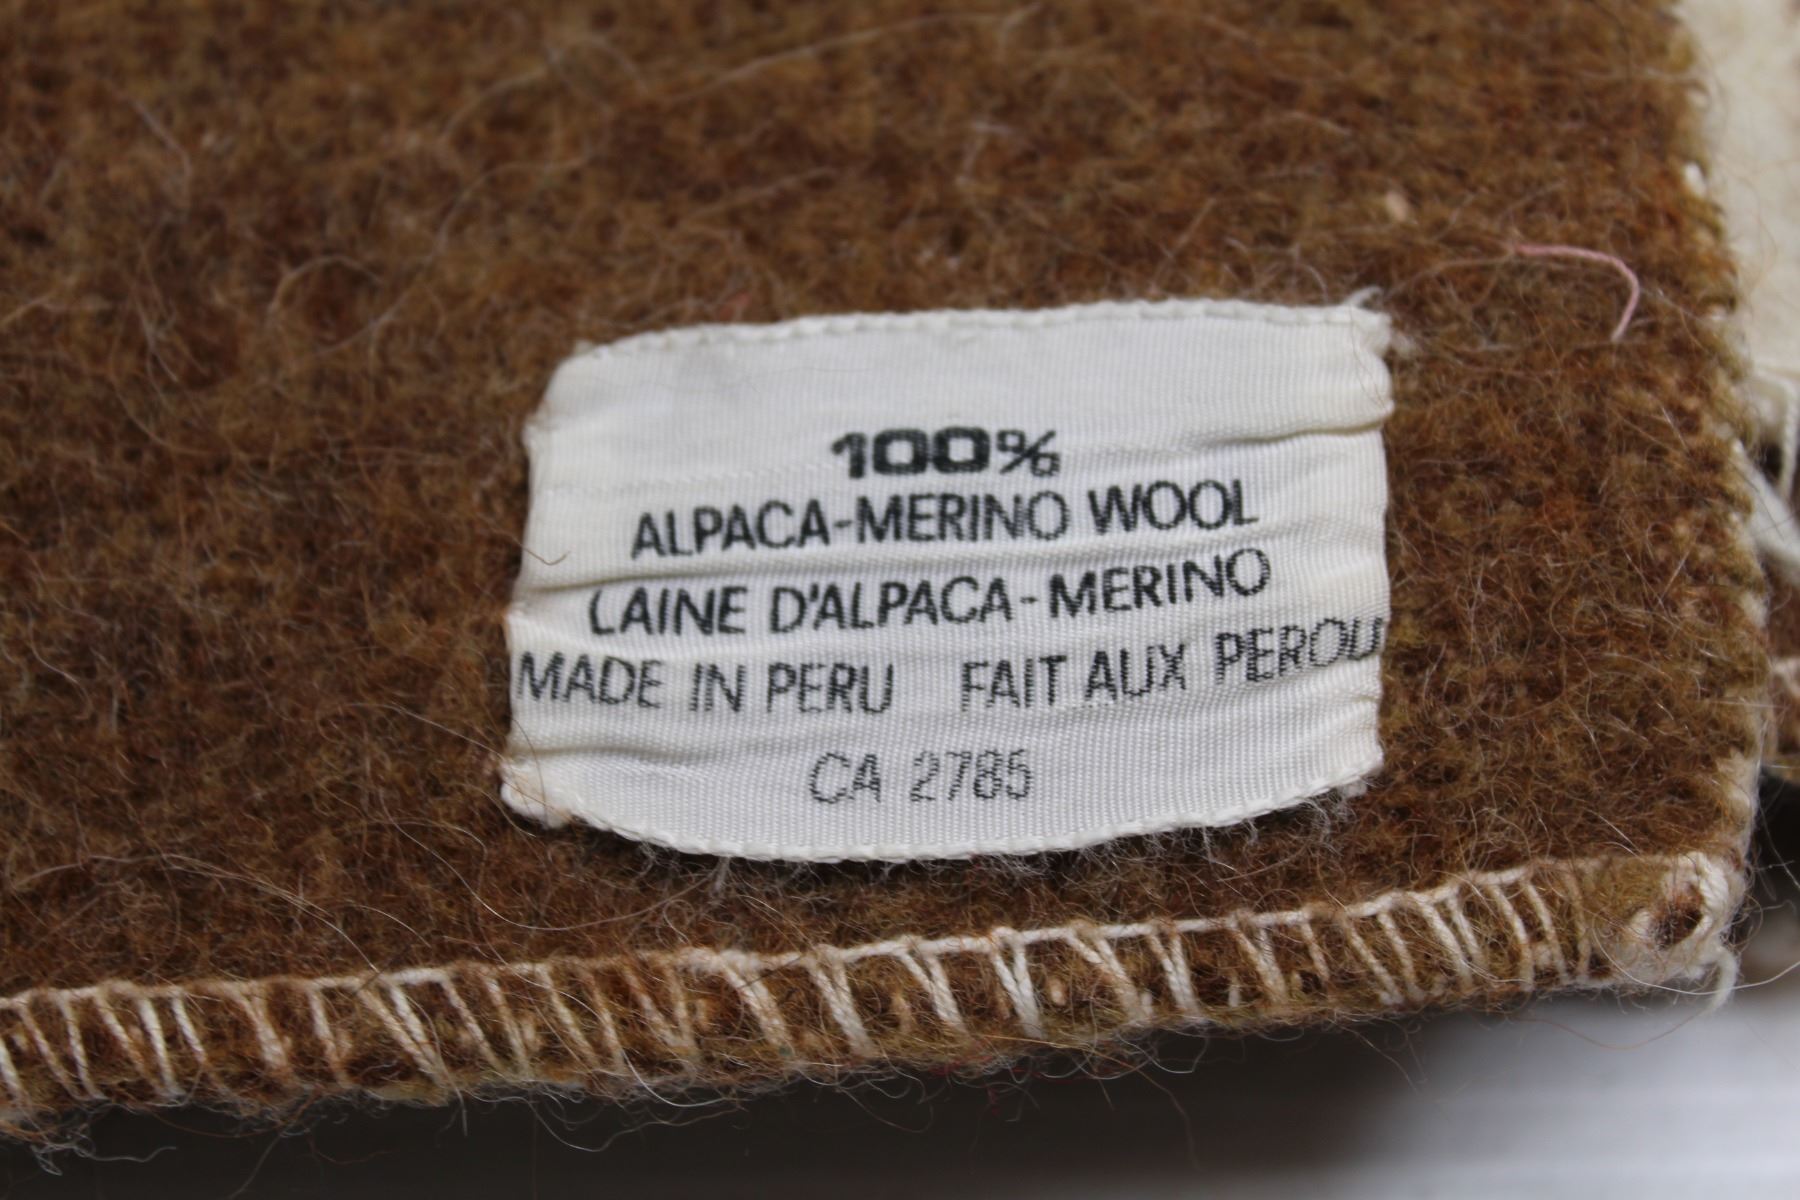 100%
ALPACA-MERINO WOOL
LAINE D'ALPACA-MERINO
MADE IN PERU FAIT AUX PEROU
CA 2785